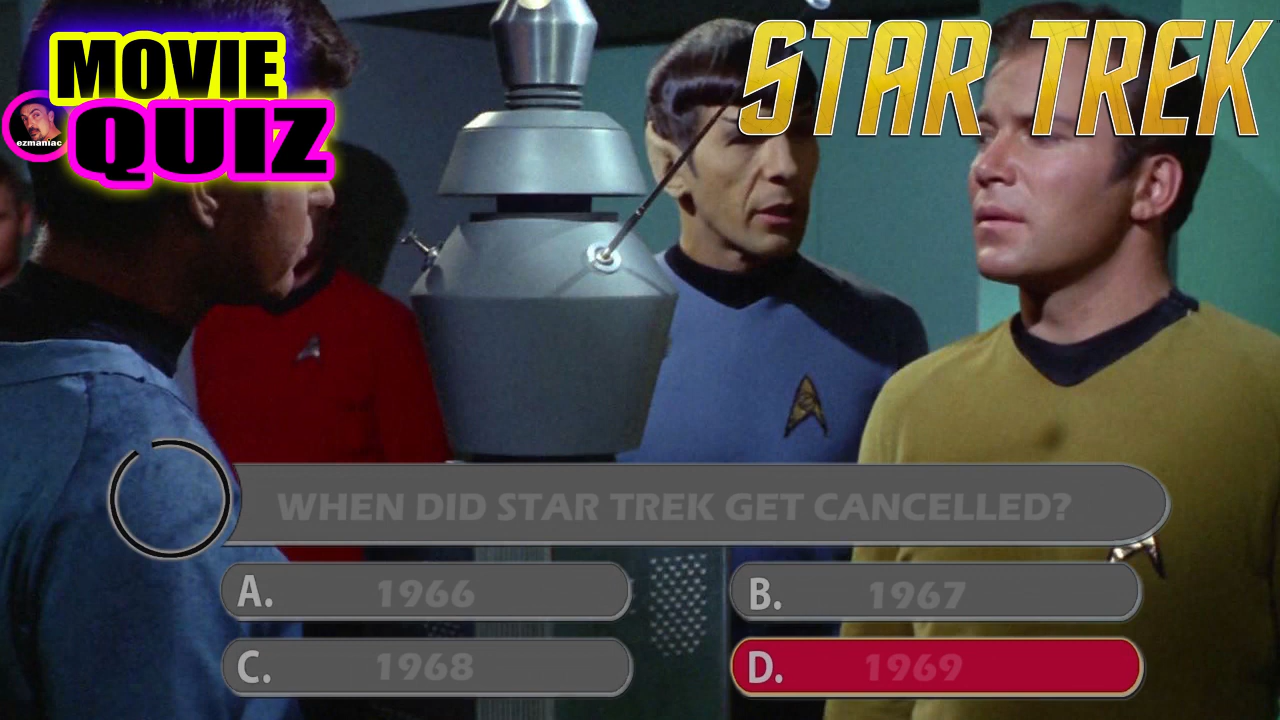 MOVIE
QUIZ
ezmaniac
STAR TREK
WHEN DID STAR TREK GET CANCELLED?
A. 1966
B. 1967
C. 1968
D. 1969